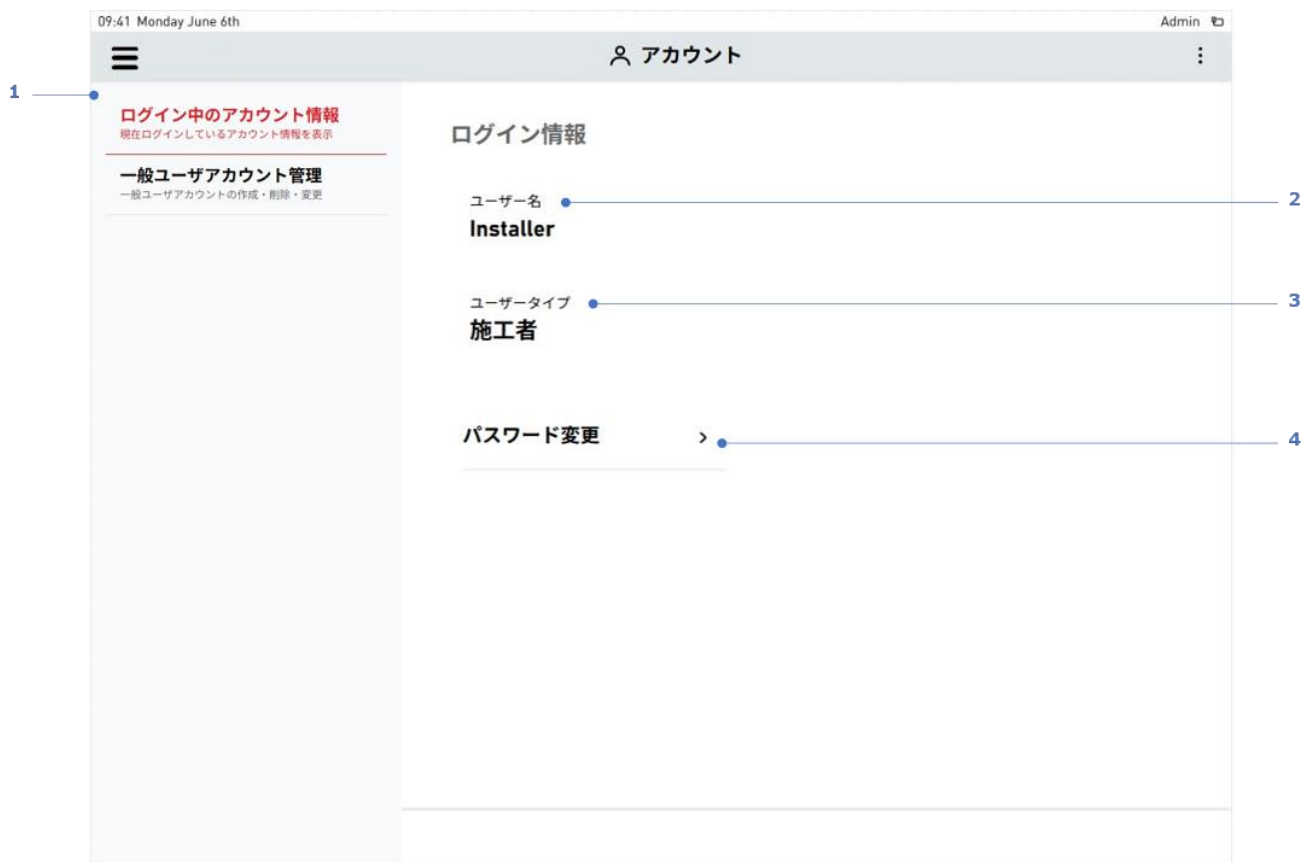 09:41 Monday June 6th
Admin
アカウント
1
ログイン中のアカウント情報
現在ログインしているアカウント情報を表示
一般ユーザアカウント管理
一般ユーザアカウントの作成・削除・変更
ログイン情報
ユーザー名
2
Installer
ユーザータイプ
3
施工者
パスワード変更
4